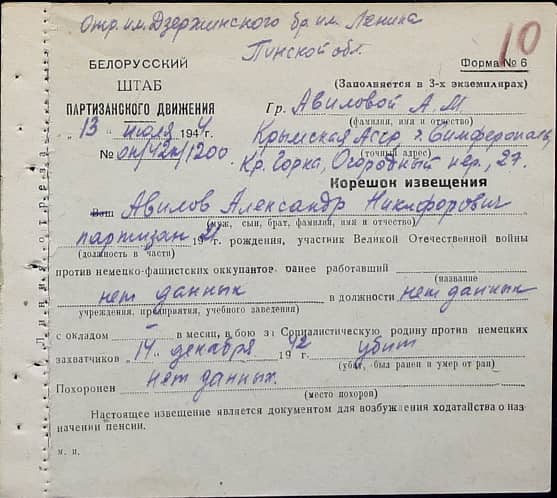 Отр. им. Дзержинского бр им. Ленина
Пинской обл.
10
БЕЛОРУССКИЙ
ШТАБ
ПАРТИЗАНСКОГО ДВИЖЕНИЯ
„13" июля 1944 г.
№ оп/42п/1200
Форма № 6
(Заполняется в 3-х экземплярах)
Гр. Авиловой А. М
(фамилия, имя и отчество)
Крымская Асср г. Симферополь
(точный адрес)
Кр. Горка, Огородный пер., 27.
Корешок извещения
Ваш Авилов Александр Никифорович
(муж, сын, брат, фамилия, имя и отчество)
партизан 19 г. рождения, участник Великой Отечественной войны
(должность в части)
против немецко-фашистских оккупантов ранее работавший
(название
нет данных в должности нет данных
учреждения, предприятия, учебного заведения)
с окладом – в месяц, в бою за Социалистическую родину против немецких
захватчиков „14" декабря 1942 г. убит
(убит, был ранен и умер от ран)
Похоронен нет данных.
(место похорон)
Настоящее извещение является документом для возбуждения ходатайства о наз-
начении пенсии.
м. п.
Линия отреза